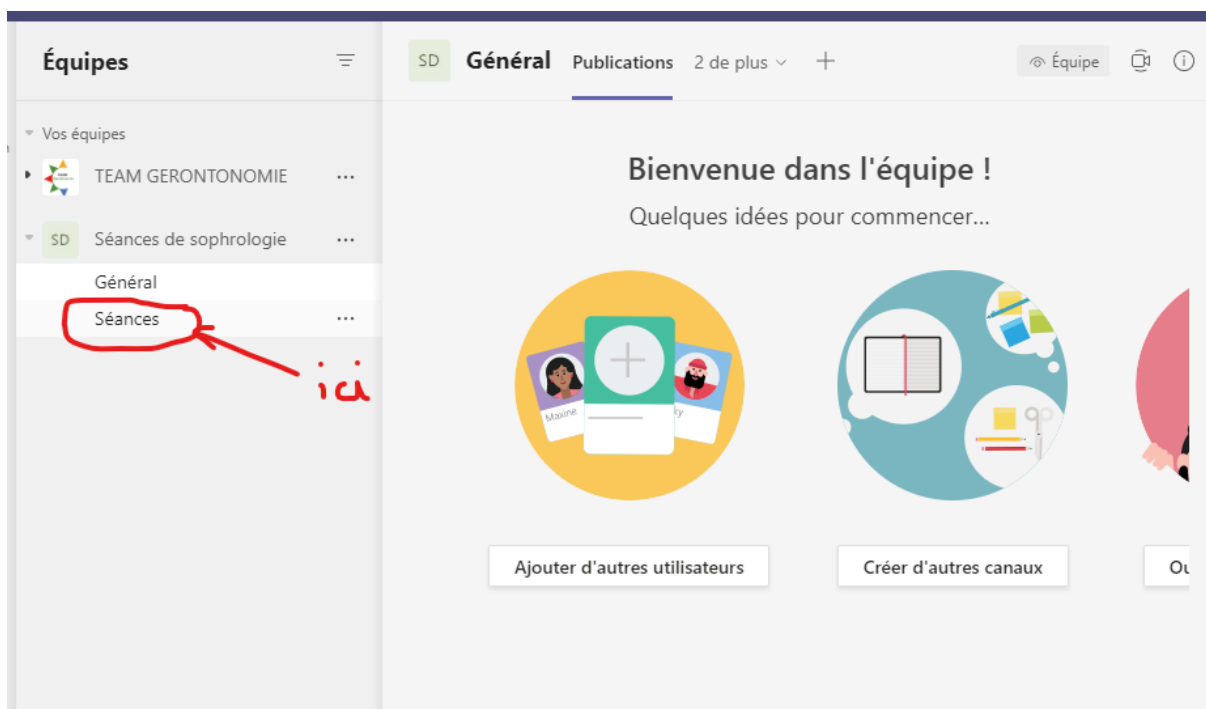 Équipes
SD Général Publications 2 de plus
Équipe
Vos équipes
TEAM GERONTONOMIE ...
SD Séances de sophrologie ...
Général
Séances ...
ici
Bienvenue dans l'équipe !
Quelques idées pour commencer...
Maxine
ky
Ajouter d'autres utilisateurs
Créer d'autres canaux